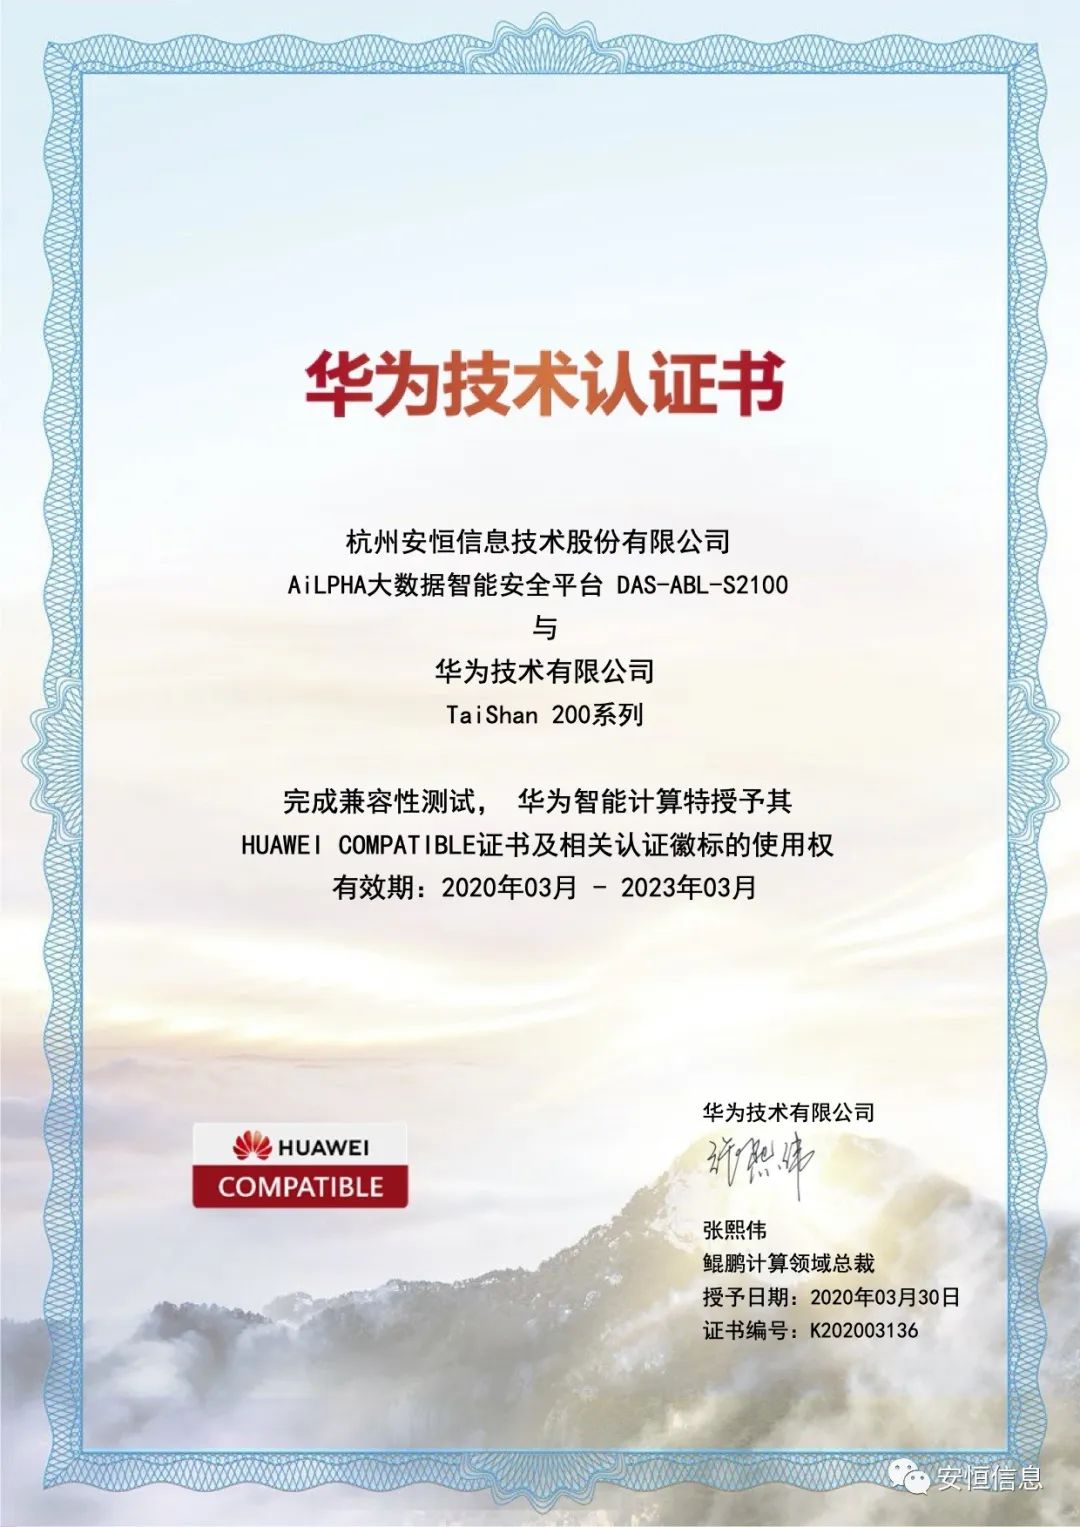 华为技术认证书
杭州安恒信息技术股份有限公司
AiLPHA大数据智能安全平台 DAS-ABL-S2100
与
华为技术有限公司
TaiShan 200系列
完成兼容性测试， 华为智能计算特授予其
HUAWEI COMPATIBLE证书及相关认证徽标的使用权
有效期：2020年03月 - 2023年03月
HUAWEI
COMPATIBLE
华为技术有限公司
张熙伟
张熙伟
鲲鹏计算领域总裁
授予日期：2020年03月30日
证书编号：K202003136
安恒信息